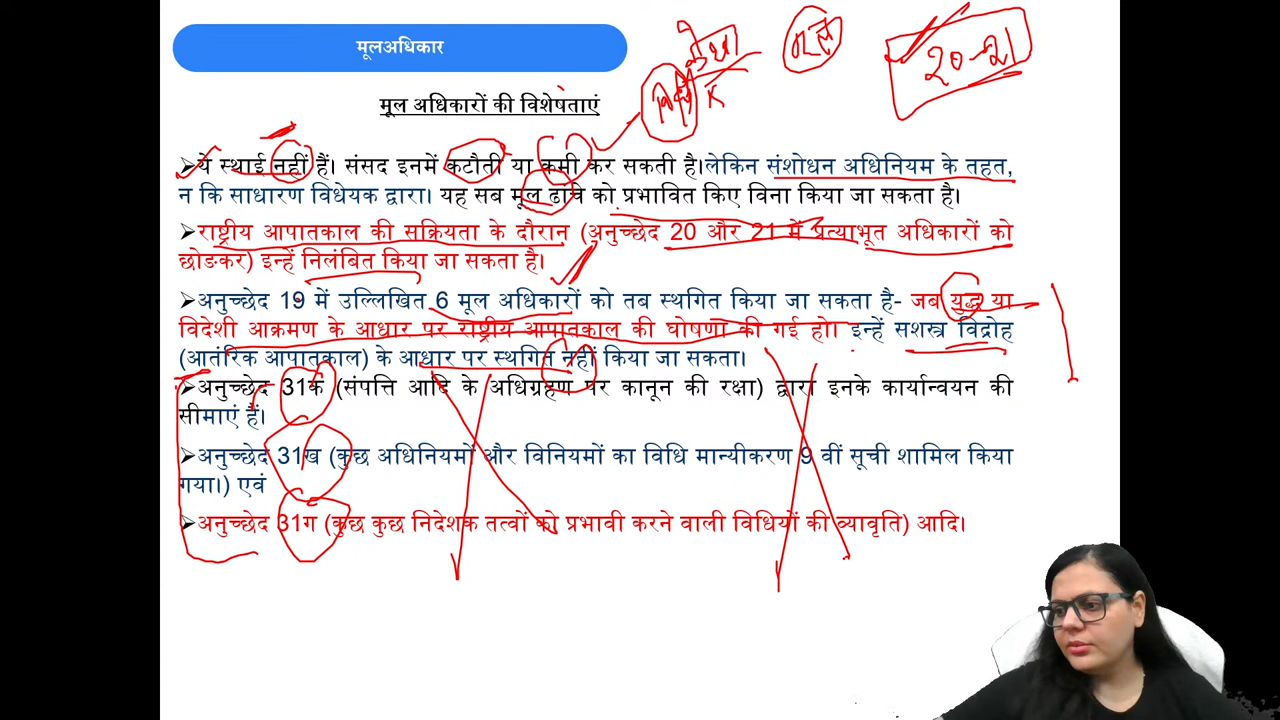 मूलअधिकार
मूल अधिकारों की विशेषताएं
➤ये स्थाई नहीं हैं। संसद इनमें कटौती या कमी कर सकती है।लेकिन संशोधन अधिनियम के तहत,
न कि साधारण विधेयक द्वारा। यह सब मूल ढांचे को प्रभावित किए विना किया जा सकता है।
➤राष्ट्रीय आपातकाल की सक्रियता के दौरान (अनुच्छेद 20 और 21 में प्रत्याभूत अधिकारों को
छोङकर) इन्हें निलंबित किया जा सकता है।
➤अनुच्छेद 19 में उल्लिखित 6 मूल अधिकारों को तब स्थगित किया जा सकता है- जब युद्ध या
विदेशी आक्रमण के आधार पर राष्ट्रीय आपातकाल की घोषणा की गई हो। इन्हें सशस्त्र विद्रोह
(आतंरिक आपातकाल) के आधार पर स्थगित नहीं किया जा सकता।
➤अनुच्छेद 31क (संपत्ति आदि के अधिग्रहण पर कानून की रक्षा) द्वारा इनके कार्यान्वयन की
सीमाएं हैं।
➤अनुच्छेद 31ख (कुछ अधिनियमों और विनियमों का विधि मान्यीकरण 9 वीं सूची शामिल किया
गया।) एवं
➤अनुच्छेद 31ग (कुछ कुछ निदेशक तत्वों को प्रभावी करने वाली विधियों की व्यावृति) आदि।
20-21